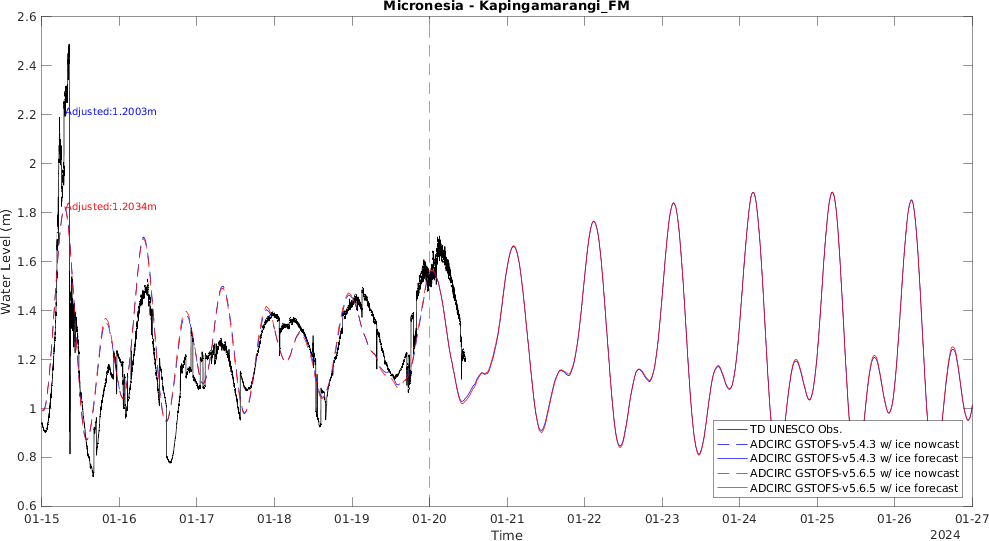 Micronesia - Kapingamarangi_FM
2.6
2.4
2.2
2
1.8
1.6
1.4
1.2
1
0.8
0.6
Water Level (m)
Adjusted:1.2003m
Adjusted:1.2034m
TD UNESCO Obs.
ADCIRC GSTOFS-v5.4.3 w/ ice nowcast
ADCIRC GSTOFS-v5.4.3 w/ ice forecast
ADCIRC GSTOFS-v5.6.5 w/ ice nowcast
ADCIRC GSTOFS-v5.6.5 w/ ice forecast
01-15 01-16 01-17 01-18 01-19 01-20 01-21 01-22 01-23 01-24 01-25 01-26 01-27
Time
2024